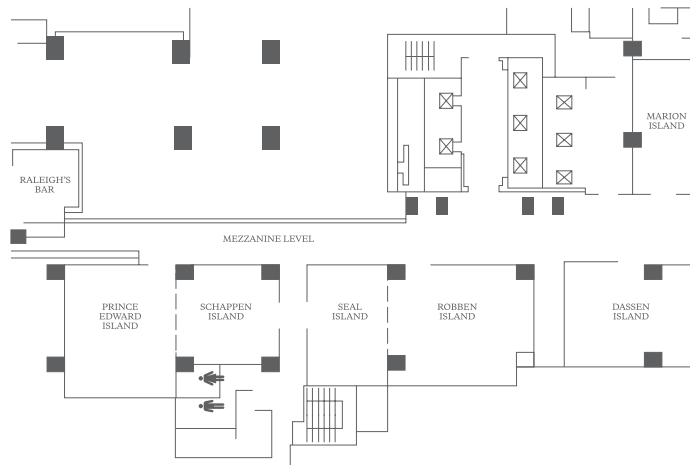 MARION
ISLAND
RALEIGH'S
BAR
MEZZANINE LEVEL
PRINCE
EDWARD
ISLAND
SCHAPPEN
ISLAND
SEAL
ISLAND
ROBBEN
ISLAND
DASSEN
ISLAND